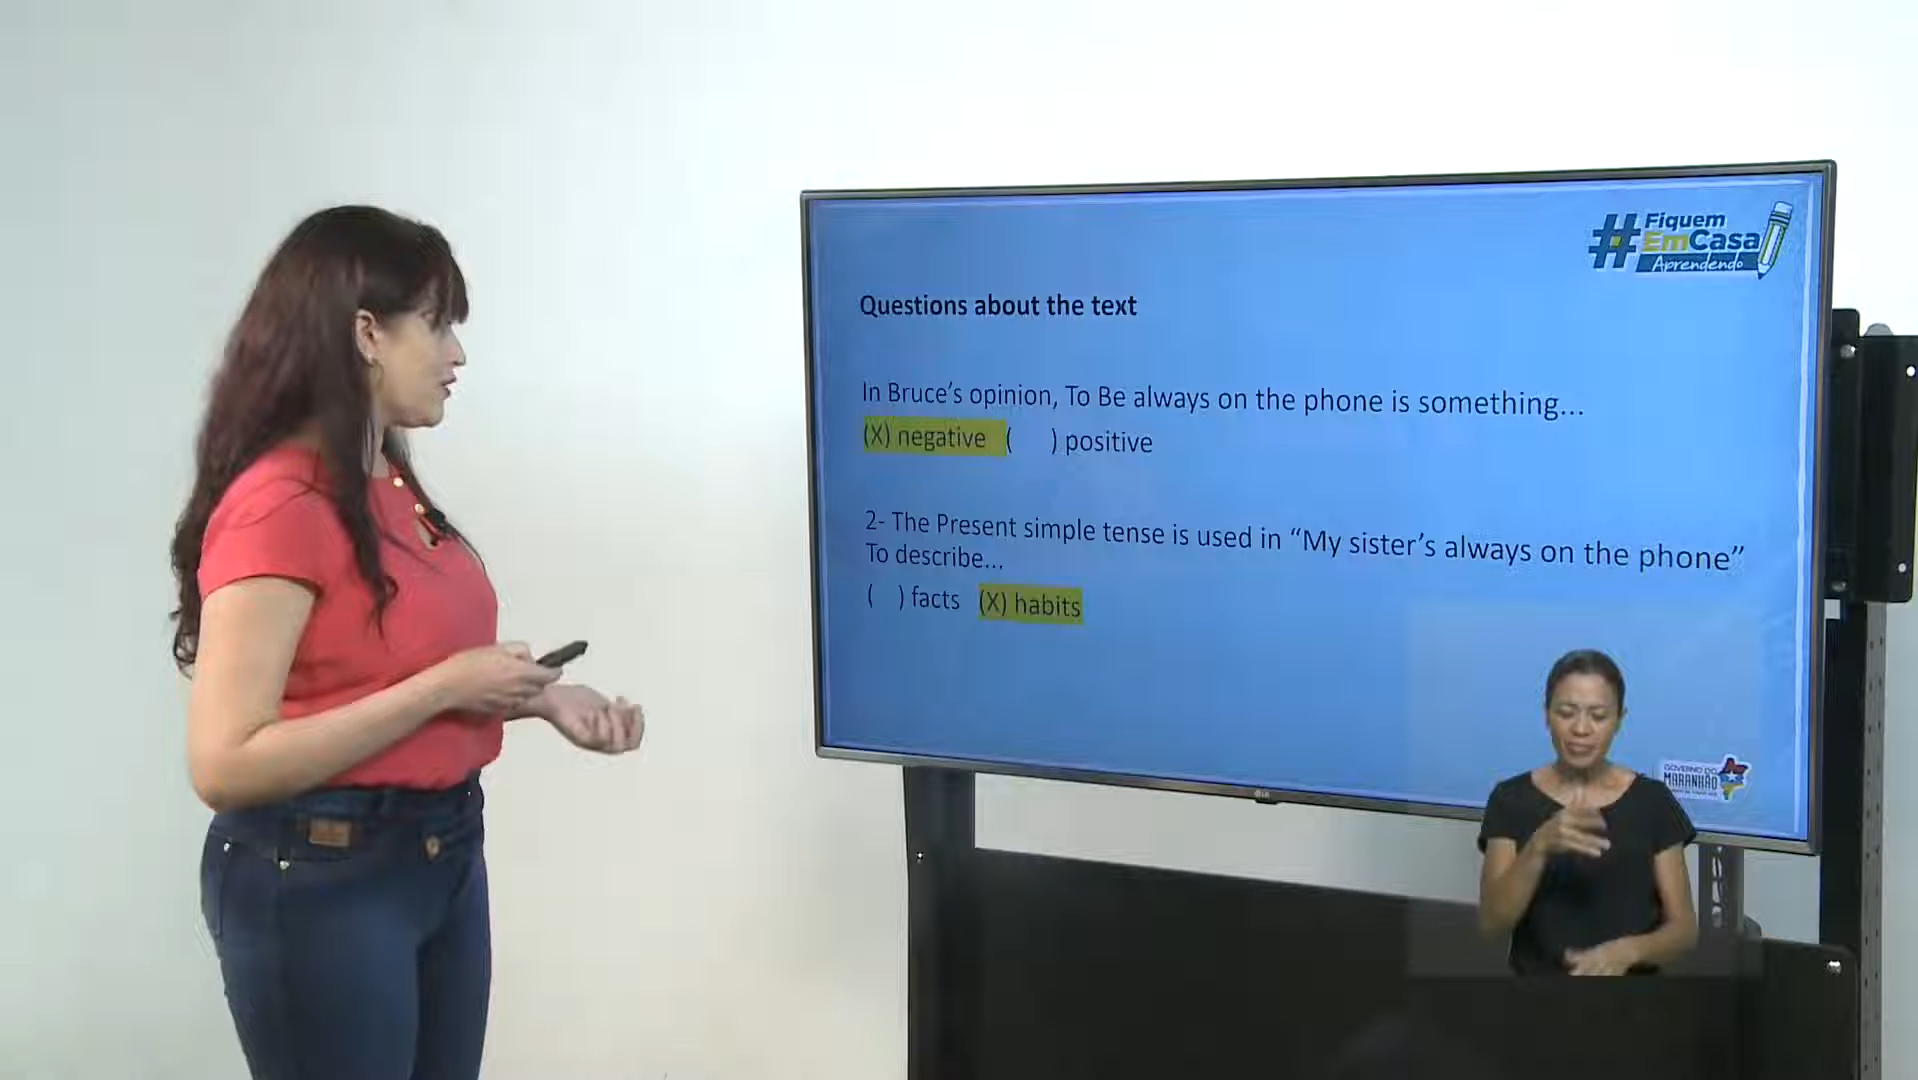 #Fiquem
EmCasa
Aprendendo
Questions about the text
In Bruce’s opinion, To Be always on the phone is something...
(X) negative ( ) positive
2- The Present simple tense is used in “My sister’s always on the phone”
To describe...
( ) facts (X) habits
GOVERNO DO
MARANHÃO
LG